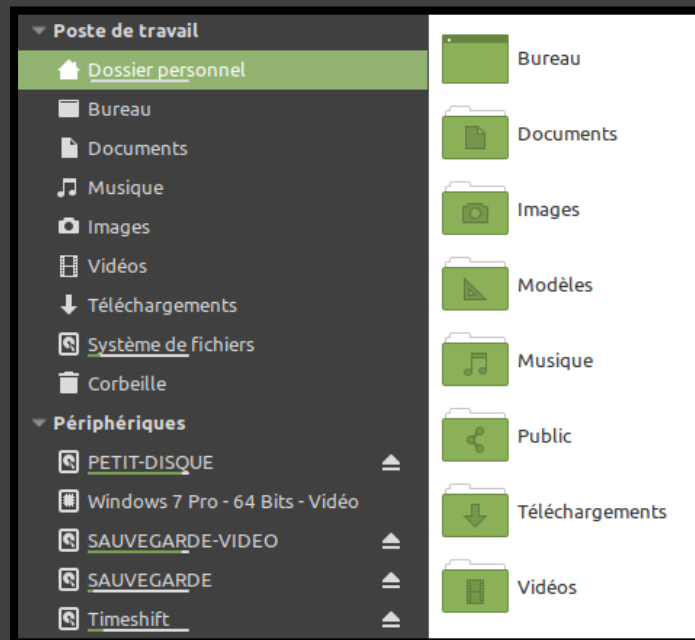 Poste de travail
Dossier personnel
Bureau
Documents
Musique
Images
Vidéos
Téléchargements
Système de fichiers
Corbeille
Périphériques
PETIT-DISQUE
Windows 7 Pro - 64 Bits - Vidéo
SAUVEGARDE-VIDEO
SAUVEGARDE
Timeshift
Bureau
Documents
Images
Modèles
Musique
Public
Téléchargements
Vidéos